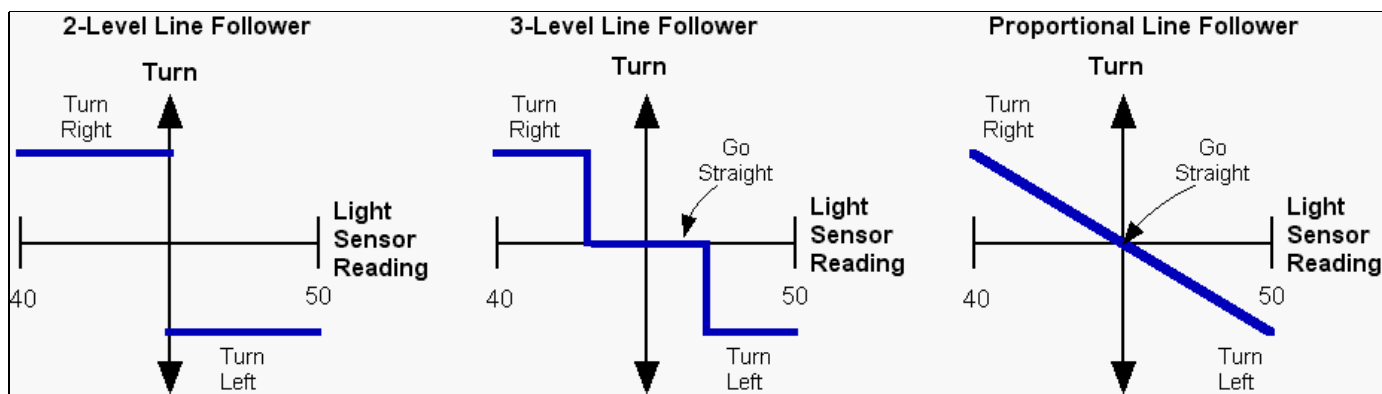 2-Level Line Follower
Turn
Turn
Right
Light
Sensor
Reading
40
50
Turn
Left
3-Level Line Follower
Turn
Turn
Right
Go
Straight
Light
Sensor
Reading
40
50
Turn
Left
Proportional Line Follower
Turn
Turn
Right
Go
Straight
Light
Sensor
Reading
40
50
Turn
Left